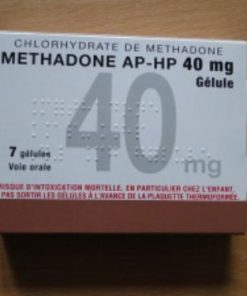 CHLORHYDRATE DE METHADONE
METHADONE AP-HP 40 mg
Gélule
40 mg
7 gélules
Voie orale
RISQUE D'INTOXICATION MORTELLE, EN PARTICULIER CHEZ L'ENFANT.
PAS SORTIR LES GÉLULES À L'AVANCE DE LA PLAQUETTE THERMOFORMÉE.